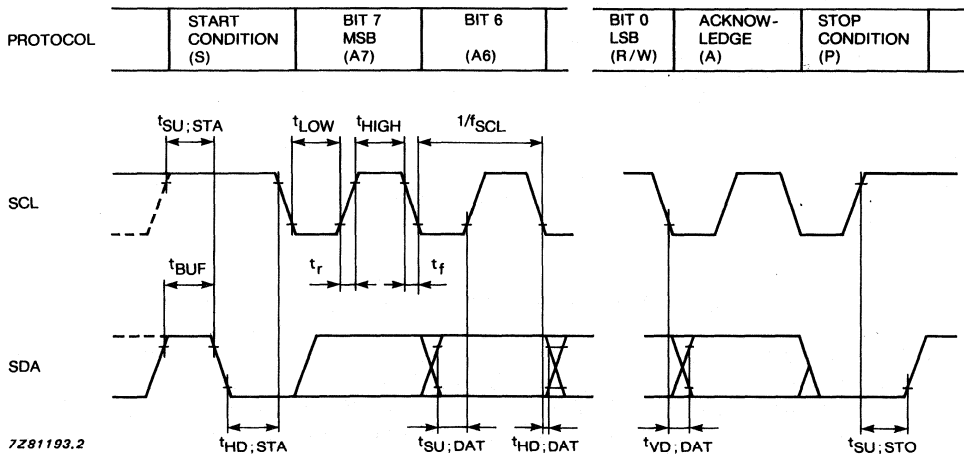 PROTOCOL
START CONDITION (S)
BIT 7 MSB (A7)
BIT 6 (A6)
BIT 0 LSB (R/W)
ACKNOW-LEDGE (A)
STOP CONDITION (P)
tSU;STA
tLOW
tHIGH
1/fSCL
SCL
tBUF
tr
tf
SDA
tHD;STA
tSU;DAT
tHD;DAT
tVD;DAT
tSU;STO
7Z81193.2